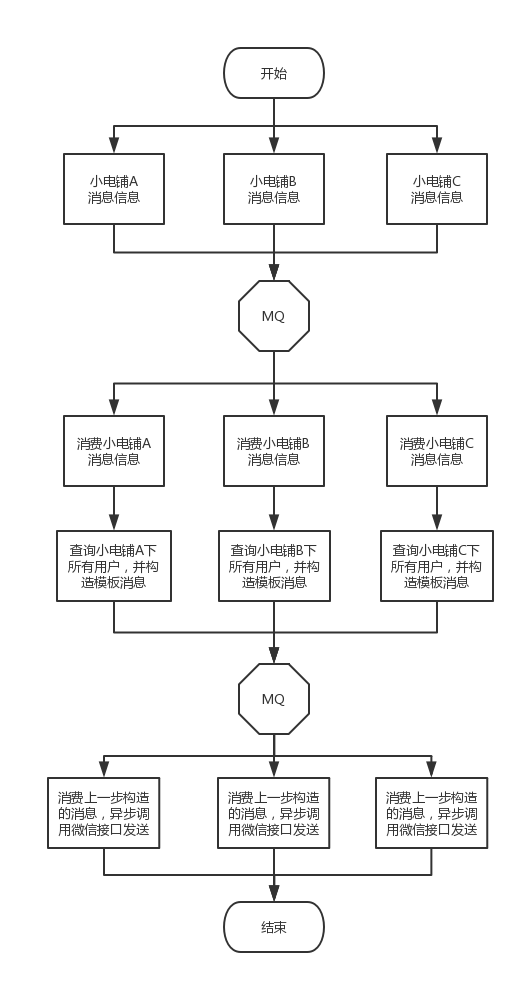 开始
小电铺A
消息信息
小电铺B
消息信息
小电铺C
消息信息
MQ
消费小电铺A
消息信息
消费小电铺B
消息信息
消费小电铺C
消息信息
查询小电铺A下
所有用户，并构
造模板消息
查询小电铺B下
所有用户，并构
造模板消息
查询小电铺C下
所有用户，并构
造模板消息
MQ
消费上一步构造
的消息，异步调
用微信接口发送
消费上一步构造
的消息，异步调
用微信接口发送
消费上一步构造
的消息，异步调
用微信接口发送
结束